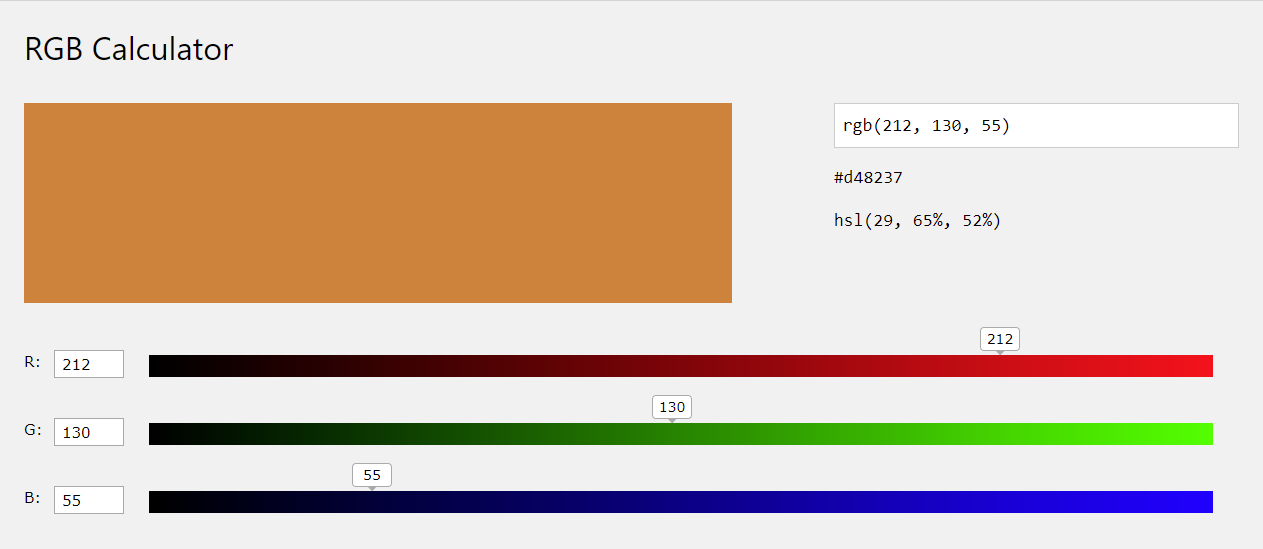 RGB Calculator
rgb(212, 130, 55)
#d48237
hsl(29, 65%, 52%)
212
R: 212
130
G: 130
55
B: 55